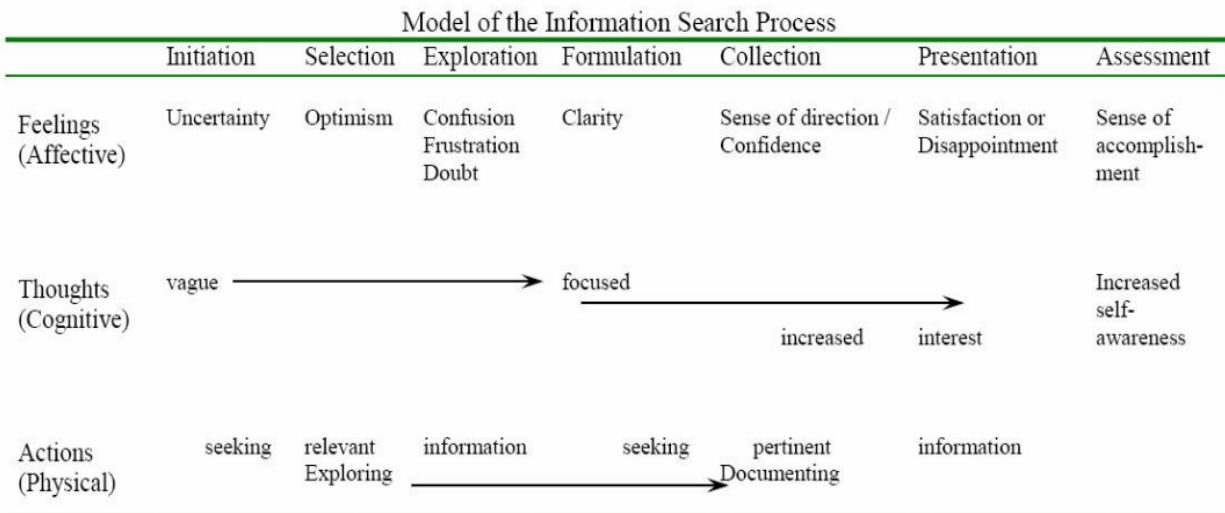 Model of the Information Search Process
Initiation Selection Exploration Formulation Collection Presentation Assessment
Feelings Uncertainty Optimism Confusion Clarity Sense of direction / Satisfaction or Sense of
(Affective) Frustration Confidence Disappointment accomplish-
Doubt ment
Thoughts vague focused Increased
(Cognitive) self-
increased interest awareness
Actions seeking relevant information seeking pertinent information
(Physical) Exploring Documenting